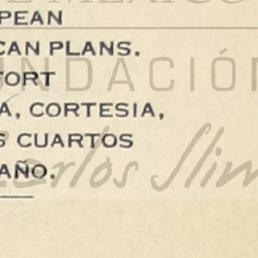 PEAN
CAN PLANS.
FORT
A, CORTESIA,
S CUARTOS
AÑO.
FUNDACIÓN
Carlos Slim